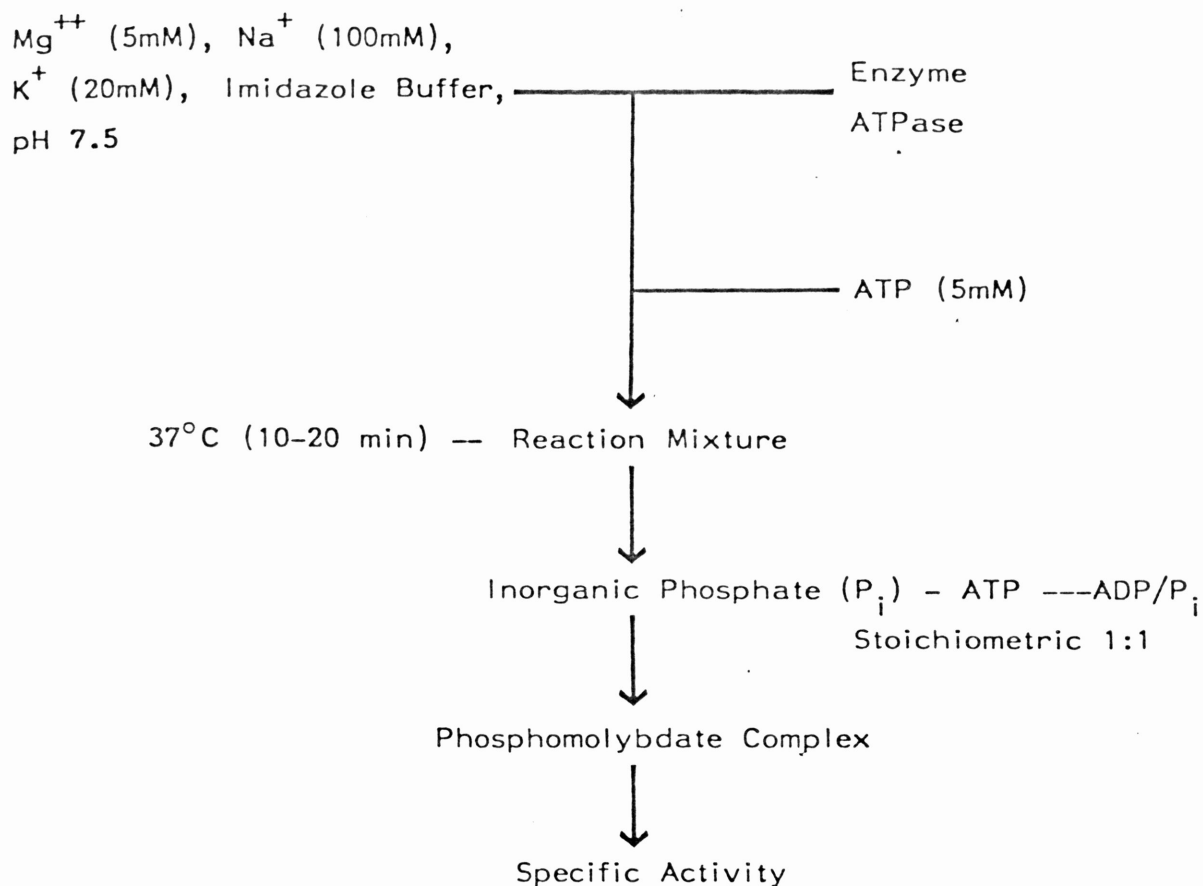 Mg++ (5mM), Na+ (100mM),
K+ (20mM), Imidazole Buffer,
pH 7.5
Enzyme
ATPase
ATP (5mM)
37°C (10-20 min) -- Reaction Mixture
Inorganic Phosphate (Pi) - ATP ---ADP/Pi
Stoichiometric 1:1
Phosphomolybdate Complex
Specific Activity